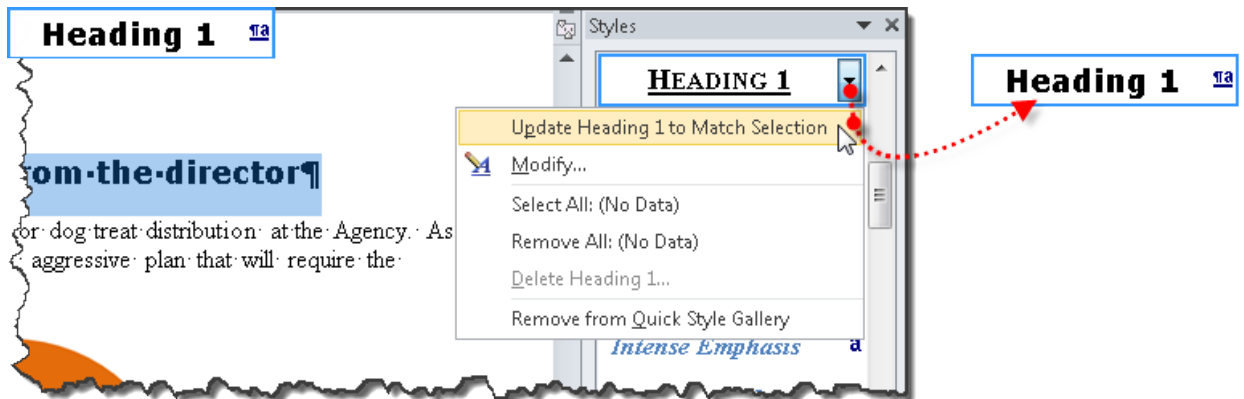 Heading 1 ¶a
Styles
HEADING 1
Heading 1 ¶a
Update Heading 1 to Match Selection
rom·the·director¶
Modify...
Select All: (No Data)
or·dog·treat·distribution··at·the·Agency.··As
Remove All: (No Data)
aggressive··plan·that·will··require·the·
Delete Heading 1...
Remove from Quick Style Gallery
Intense Emphasis a